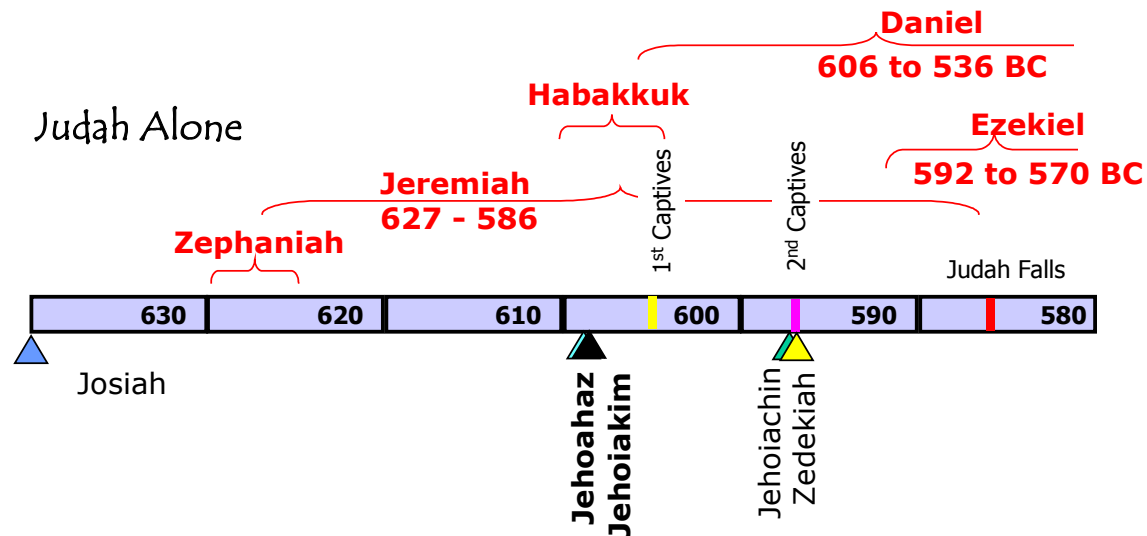 Daniel
606 to 536 BC
Habakkuk
Judah Alone
Ezekiel
592 to 570 BC
Jeremiah
627 - 586
1st Captives
2nd Captives
Zephaniah
Judah Falls
630 620 610 600 590 580
Josiah
Jehoahaz
Jehoiakim
Jehoiachin
Zedekiah